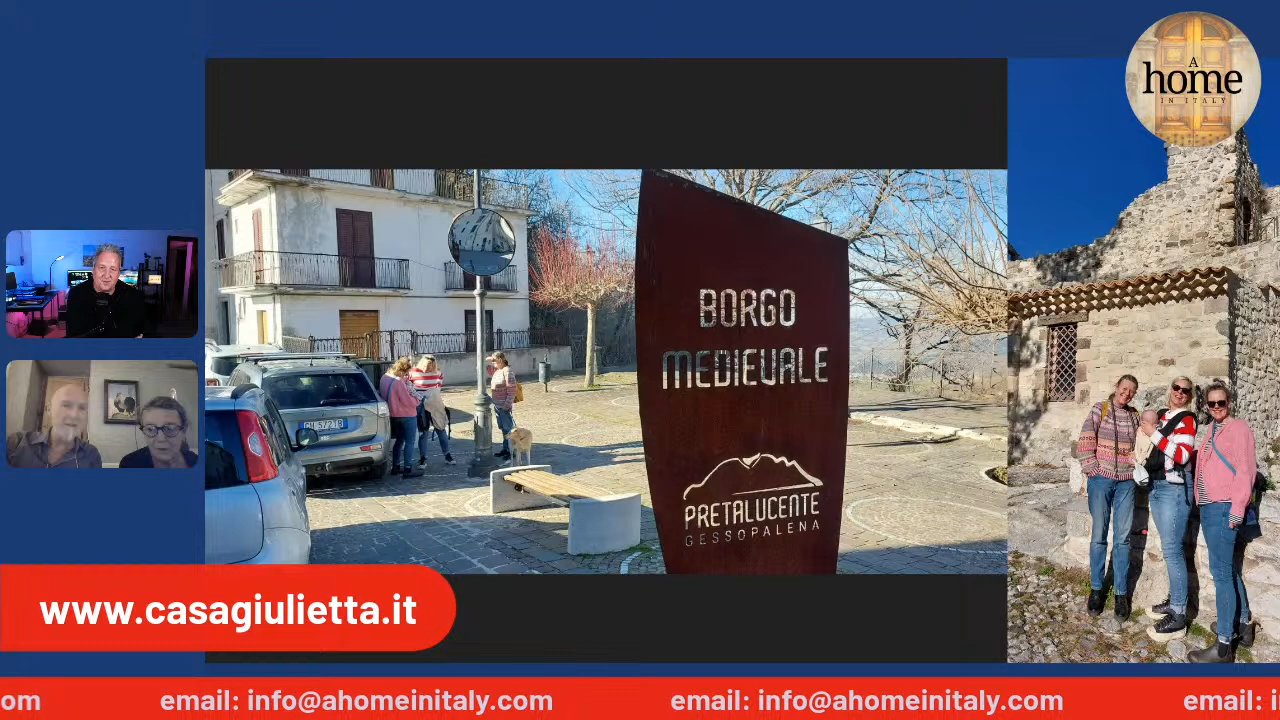 A
home
IN ITALY
BORGO
MEDIEVALE
PRETALUCENTE
GESSOPALENA
www.casagiulietta.it
om
email: info@ahomeinitaly.com
email: info@ahomeinitaly.com
email: i